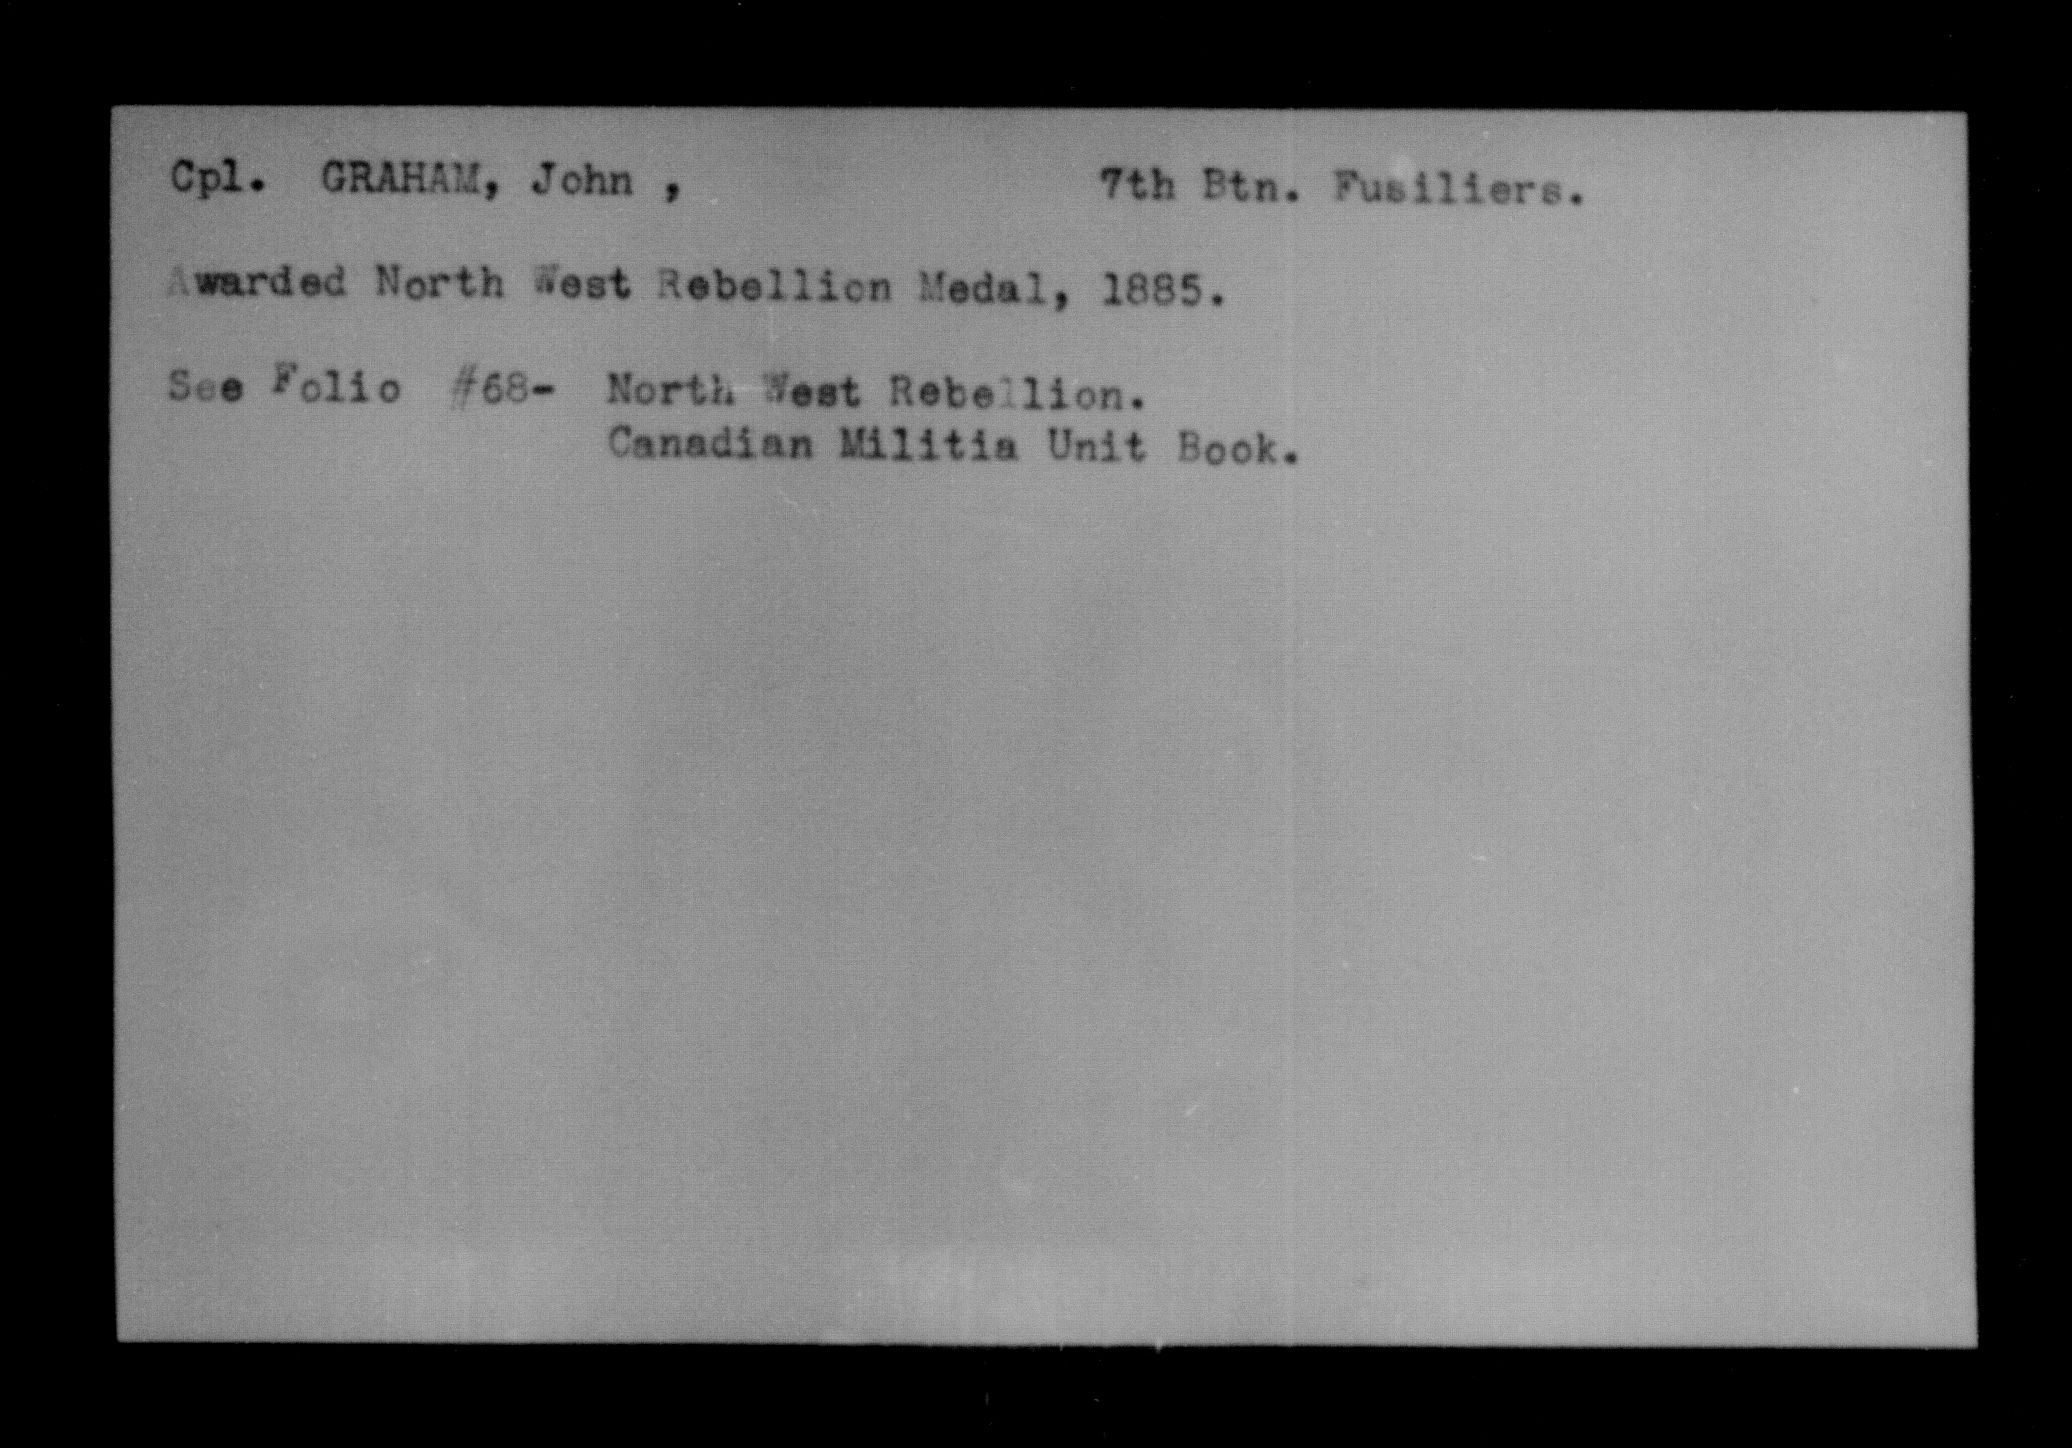 Cpl. GRAHAM, John , 7th Btn. Fusiliers.
Awarded North West Rebellion Medal, 1885.
See Folio #68- North West Rebellion.
Canadian Militia Unit Book.